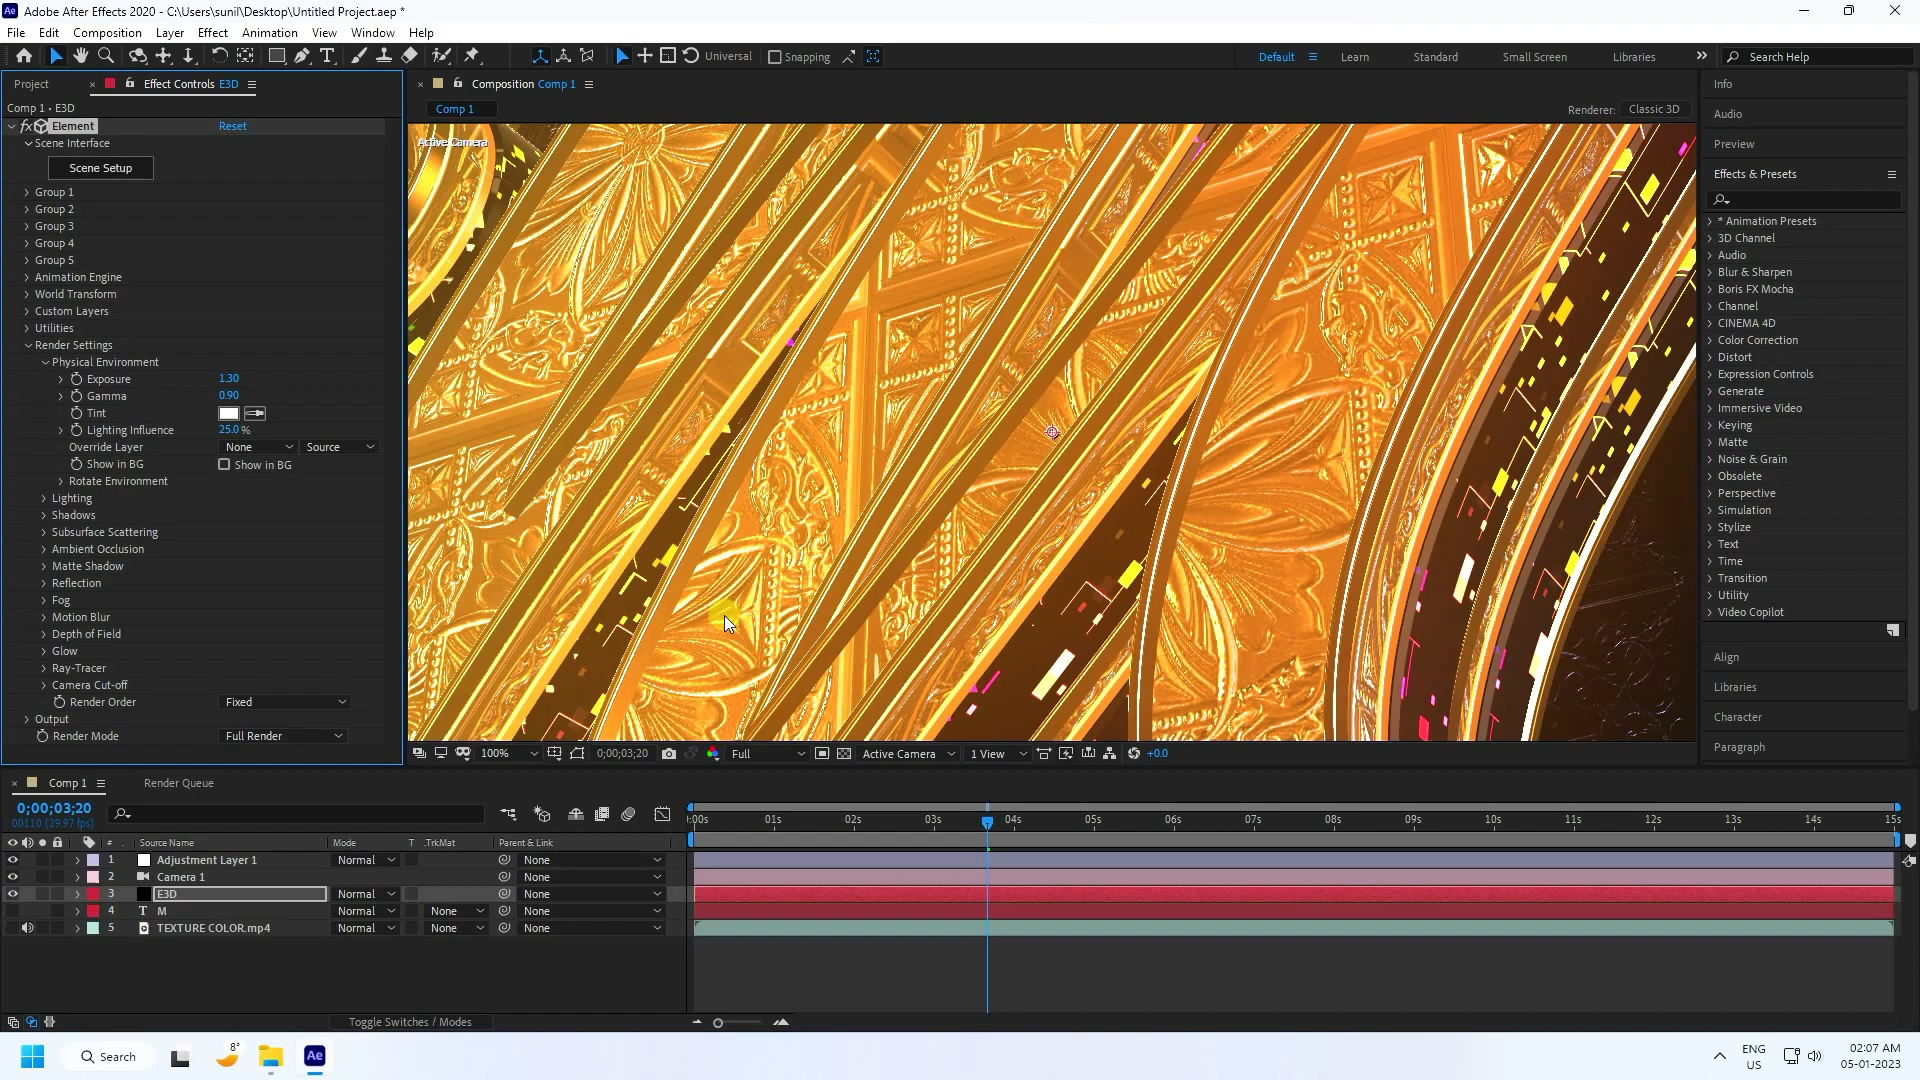 Adobe After Effects 2020 - C:\Users\sunil\Desktop\Untitled Project.aep *
File Edit Composition Layer Effect Animation View Window Help
Universal Snapping Default Learn Standard Small Screen Libraries Search Help
Project Effect Controls E3D
Comp 1 • E3D
fx Element Reset
Scene Interface
Scene Setup
Group 1
Group 2
Group 3
Group 4
Group 5
Animation Engine
World Transform
Custom Layers
Utilities
Render Settings
Physical Environment
Exposure 1.30
Gamma 0.90
Tint
Lighting Influence 25.0 %
Override Layer None Source
Show in BG Show in BG
Rotate Environment
Lighting
Shadows
Subsurface Scattering
Ambient Occlusion
Matte Shadow
Reflection
Fog
Motion Blur
Depth of Field
Glow
Ray-Tracer
Camera Cut-off
Render Order Fixed
Output
Render Mode Full Render
Composition Comp 1
Comp 1
Renderer: Classic 3D
Active Camera
100% 0;00;03;20 Full Active Camera 1 View +0.0
Info
Audio
Preview
Effects & Presets
* Animation Presets
3D Channel
Audio
Blur & Sharpen
Boris FX Mocha
Channel
CINEMA 4D
Color Correction
Distort
Expression Controls
Generate
Immersive Video
Keying
Matte
Noise & Grain
Obsolete
Perspective
Simulation
Stylize
Text
Time
Transition
Utility
Video Copilot
Align
Libraries
Character
Paragraph
Comp 1 Render Queue
0;00;03;20
00110 (29.97 fps)
:00s 01s 02s 03s 04s 05s 06s 07s 08s 09s 10s 11s 12s 13s 14s 15s
# Source Name Mode T .TrkMat Parent & Link
1 Adjustment Layer 1 Normal None
2 Camera 1 None
3 E3D Normal None
4 T M Normal None None
5 TEXTURE COLOR.mp4 Normal None None
Toggle Switches / Modes
Search
8°
Ae
ENG
US
02:07 AM
05-01-2023